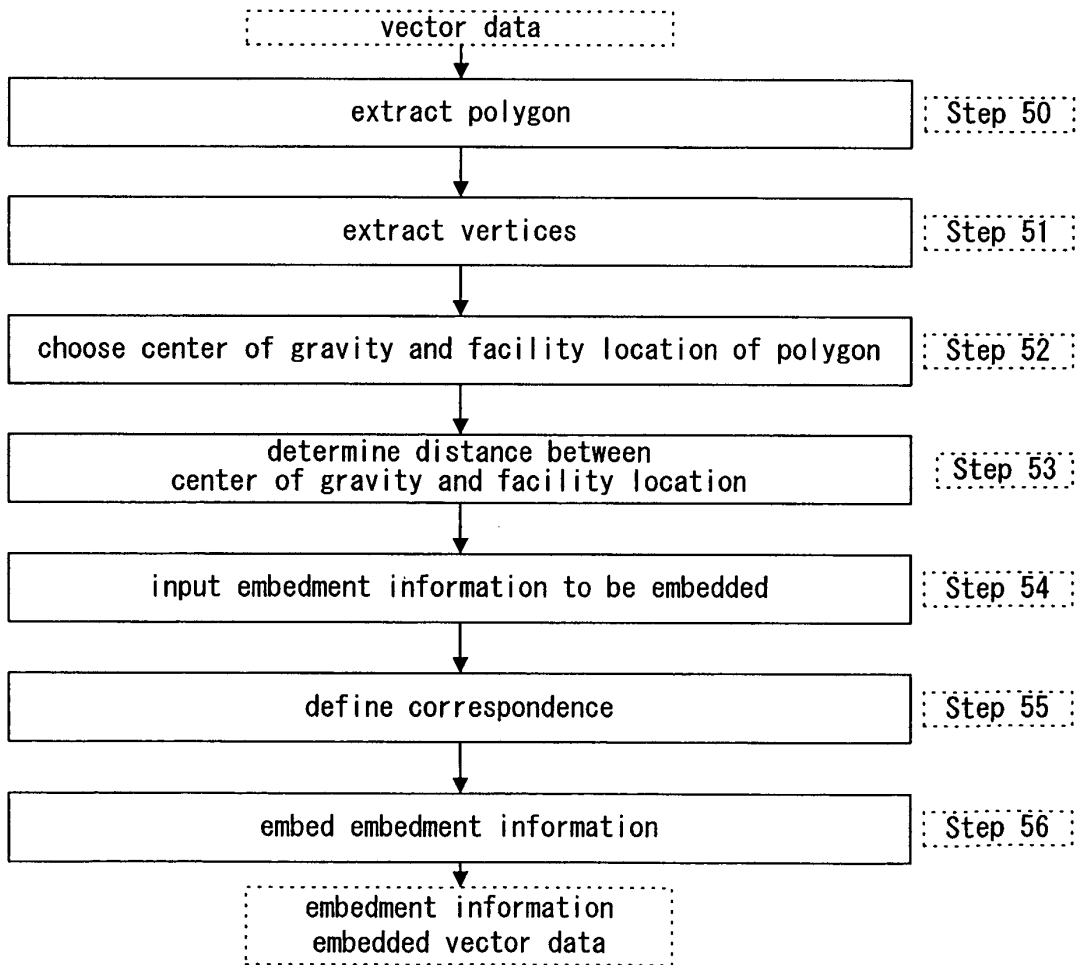 vector data
extract polygon
Step 50
extract vertices
Step 51
choose center of gravity and facility location of polygon
Step 52
determine distance between
center of gravity and facility location
Step 53
input embedment information to be embedded
Step 54
define correspondence
Step 55
embed embedment information
Step 56
embedment information
embedded vector data